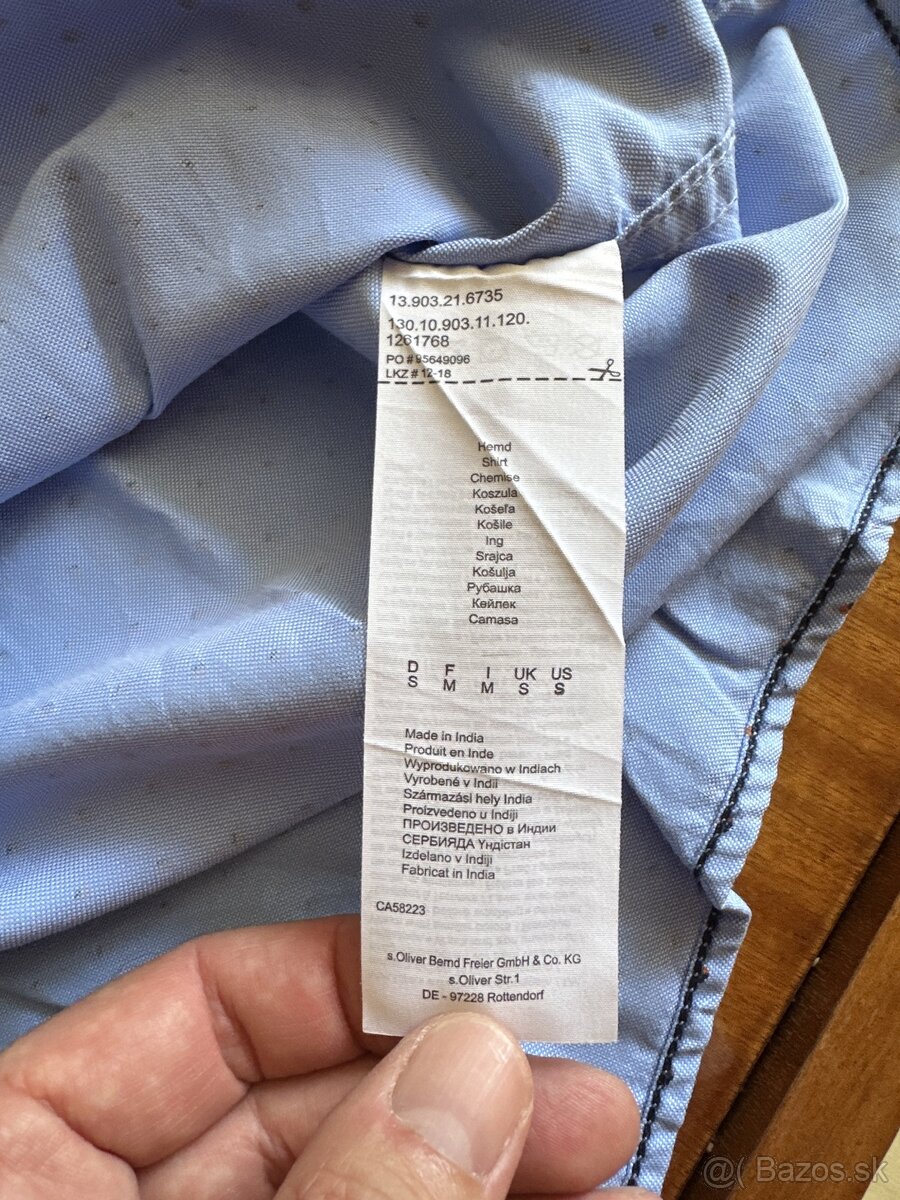 13.903.21.6735
130.10.903.11.120.
1261768
PO # 95649096
LKZ # 12-18
Hemd
Shirt
Chemise
Koszula
Košeľa
Košile
Ing
Srajca
Košulja
Рубашка
Кейлек
Camasa
D F I UK US
S M M S S
Made in India
Produit en Inde
Wyprodukowano w Indiach
Vyrobené v Indii
Származási hely India
Proizvedeno u Indiji
ПРОИЗВЕДЕНО в Индии
СЕРБИЯДА Үндістан
Izdelano v Indiji
Fabricat in India
CA58223
s.Oliver Bernd Freier GmbH & Co. KG
s.Oliver Str.1
DE - 97228 Rottendorf
@( Bazos.sk